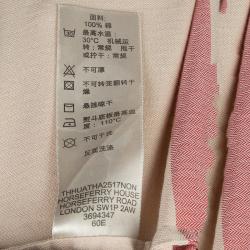 面料:
100% 棉
最高水温
30°C 机械运
转:常规 甩干
或拧干:常规
不可漂
不可转笼翻转干
燥
悬挂晾干
熨斗底板最高温
度:110°C
不可干洗
反面洗涤
THHUATHA2517NON
HORSEFERRY HOUSE
HORSEFERRY ROAD
LONDON SW1P 2AW
3694347
60E